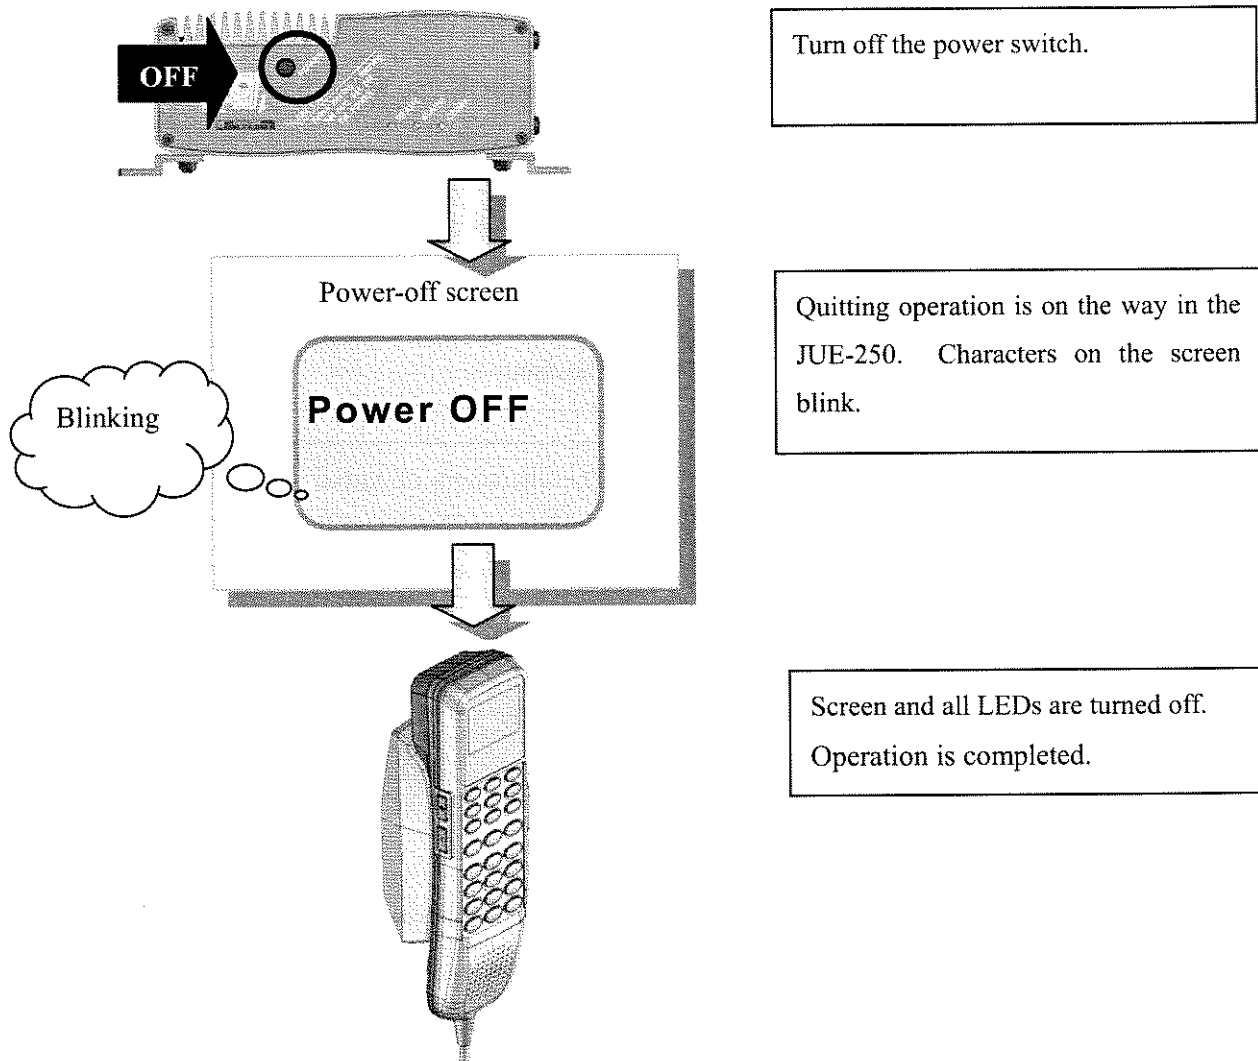 OFF
Turn off the power switch.
Power-off screen
Quitting operation is on the way in the
JUE-250. Characters on the screen
blink.
Blinking
Power OFF
Screen and all LEDs are turned off.
Operation is completed.